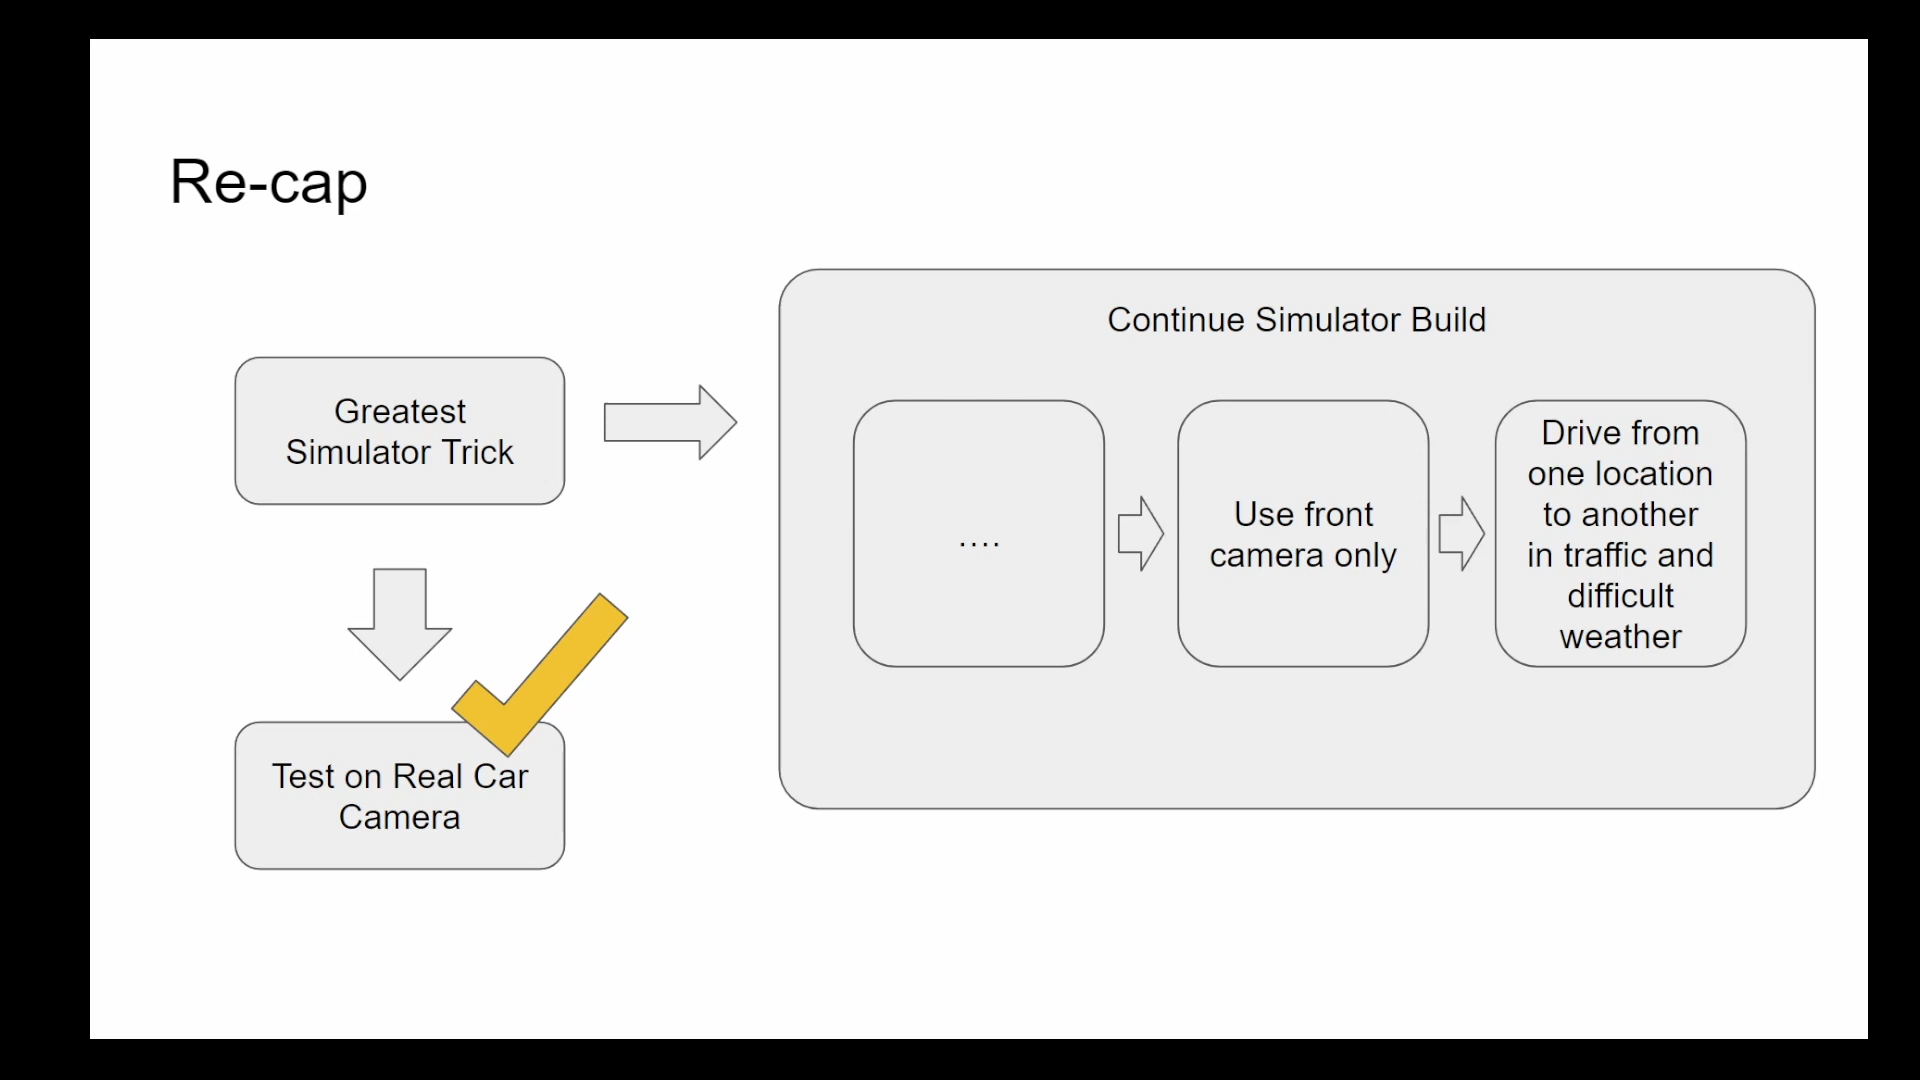 Re-cap
Greatest
Simulator Trick
Test on Real Car
Camera
Continue Simulator Build
....
Use front
camera only
Drive from
one location
to another
in traffic and
difficult
weather